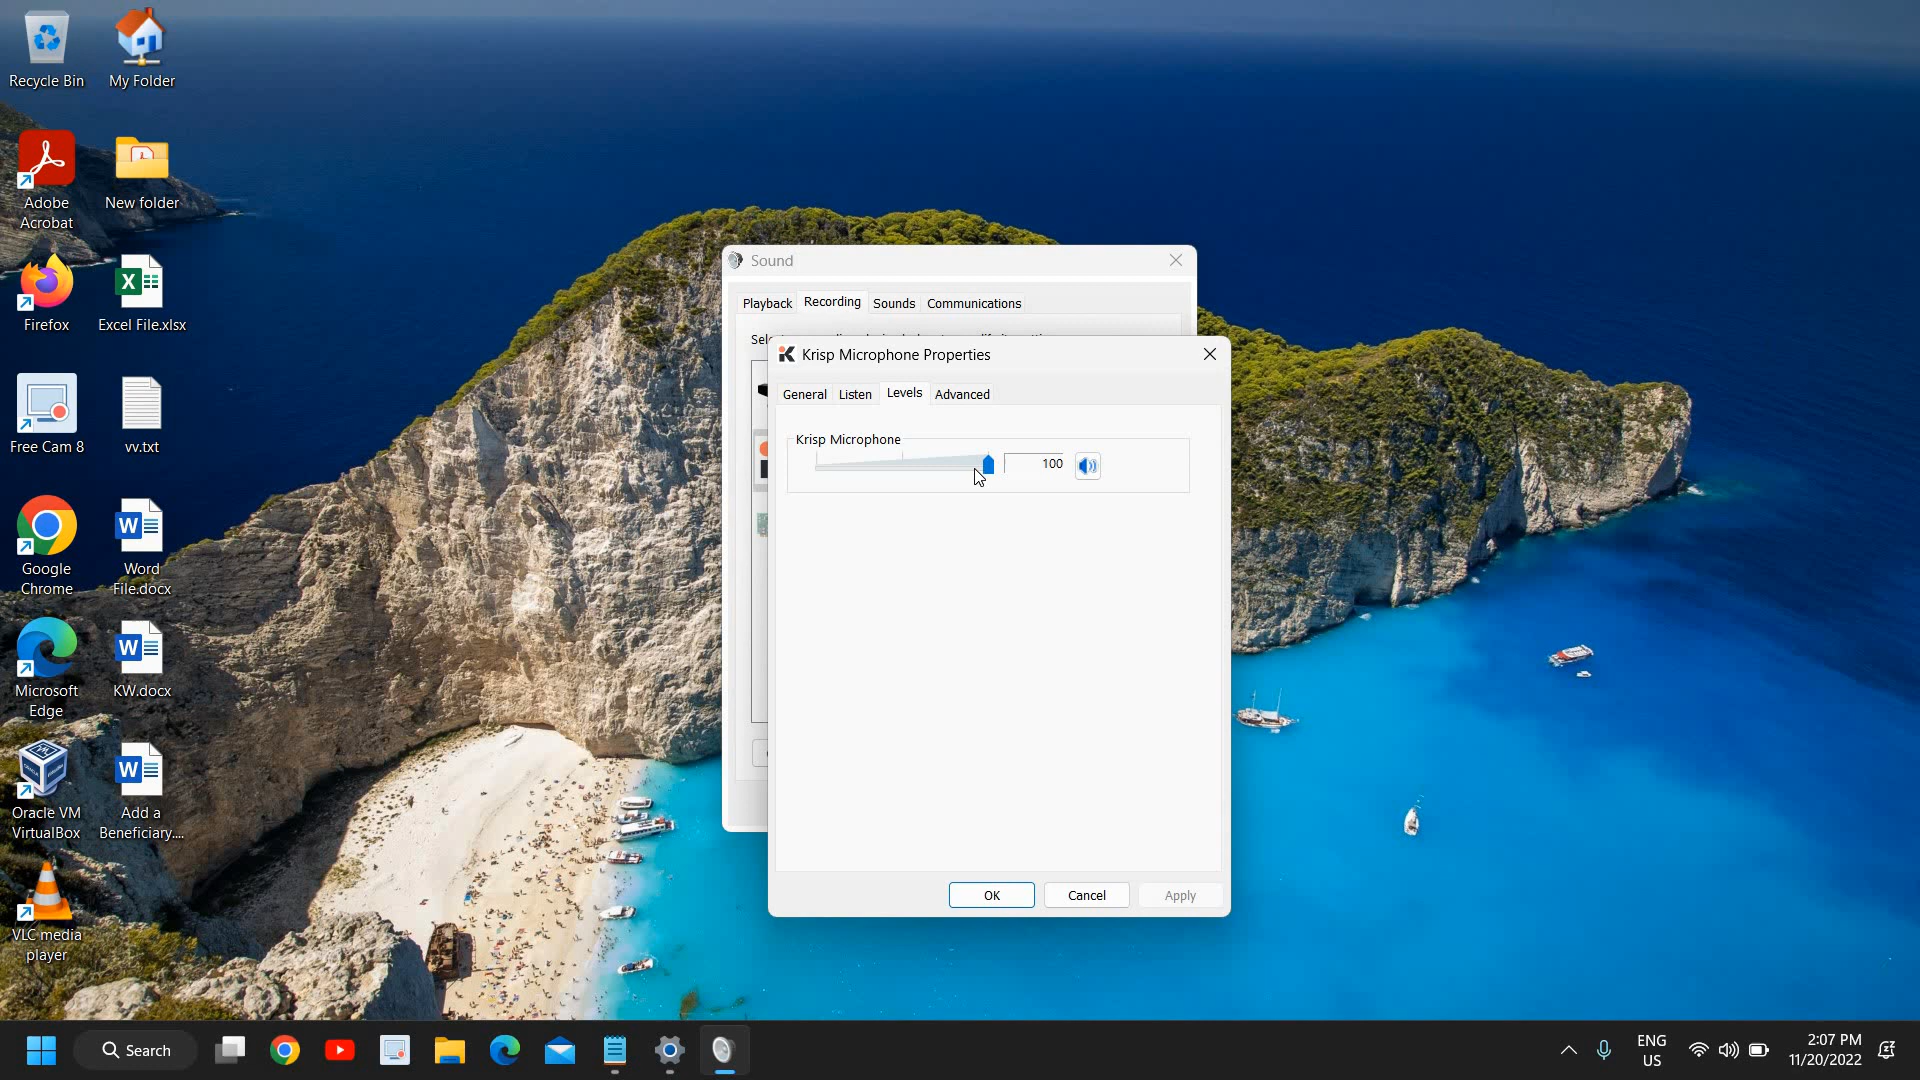 Recycle Bin
My Folder
Adobe
Acrobat
New folder
Firefox
Excel File.xlsx
Free Cam 8
vv.txt
Google
Chrome
Word
File.docx
Microsoft
Edge
KW.docx
Oracle VM
VirtualBox
Add a
Beneficiary....
VLC media
player
Sound
Playback
Recording
Sounds
Communications
Krisp Microphone Properties
General
Listen
Levels
Advanced
Krisp Microphone
100
OK
Cancel
Apply
Search
ENG
US
2:07 PM
11/20/2022